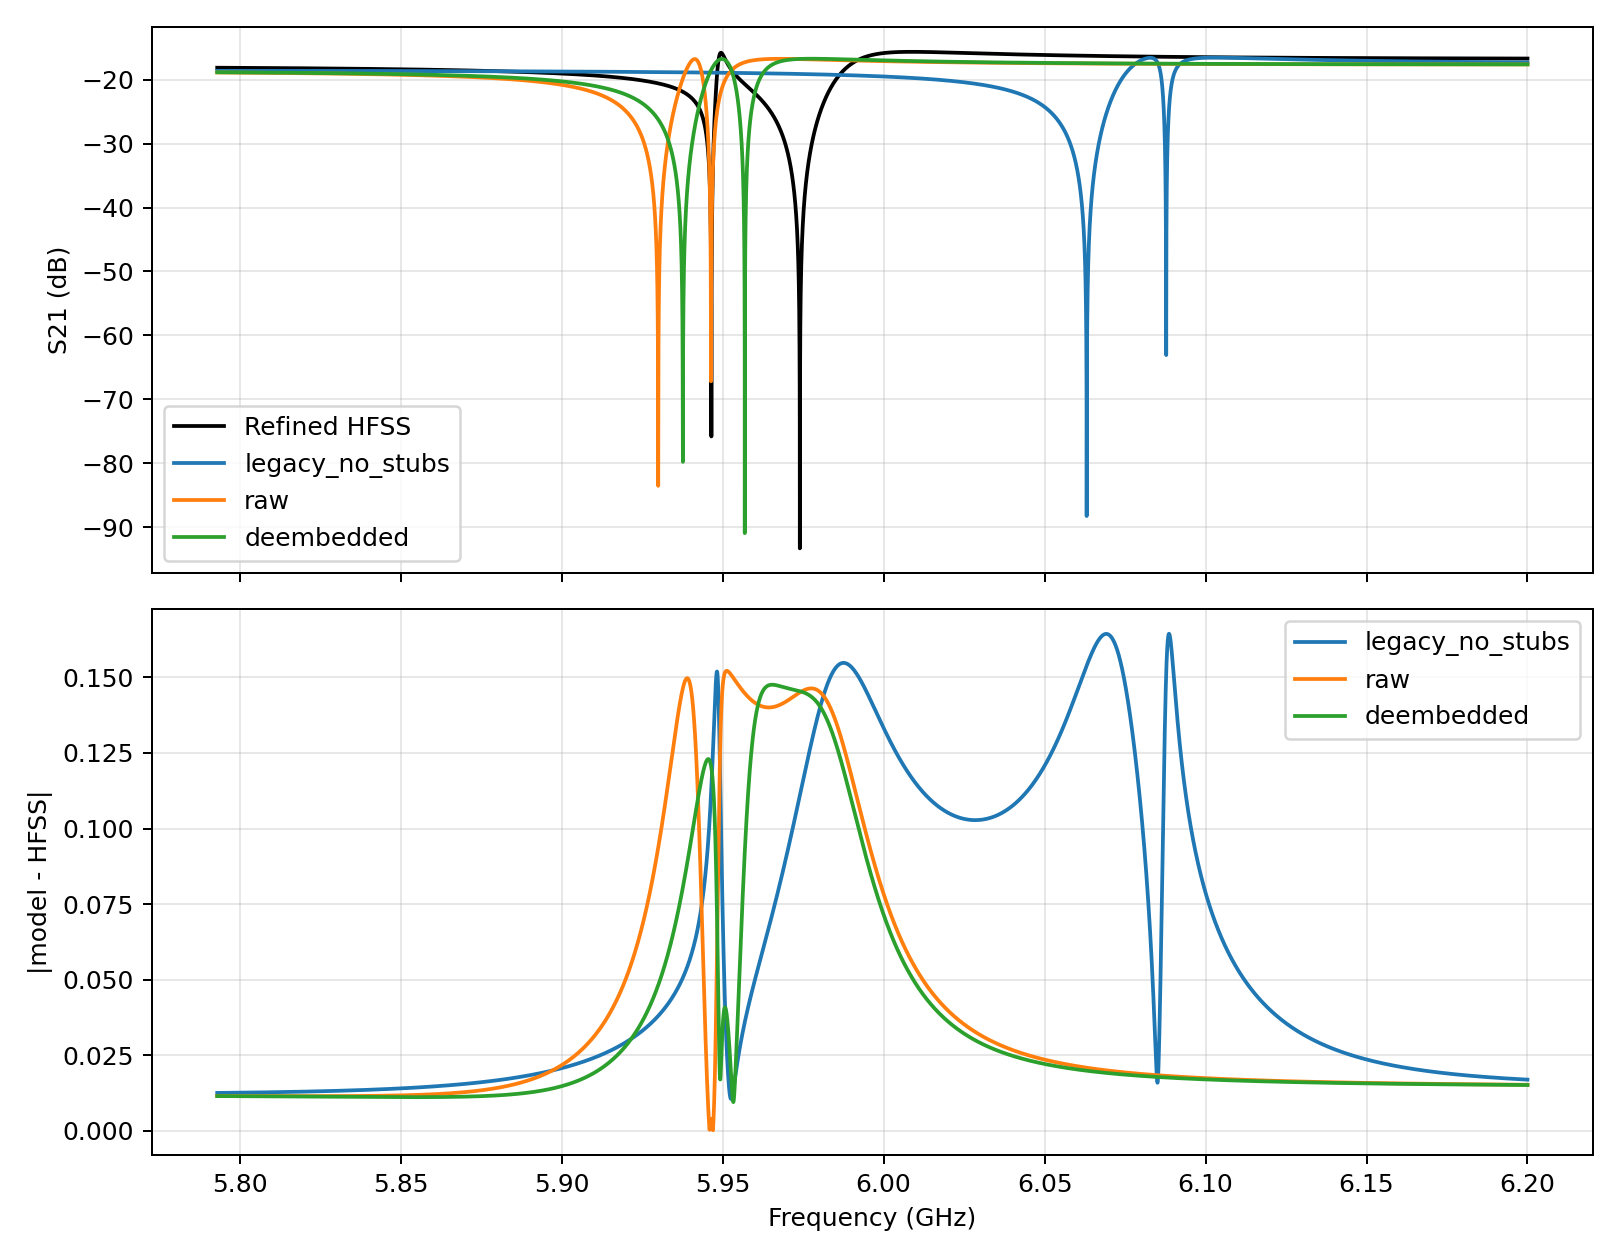 −20
−30
−40
−50
−60
−70
−80
−90
S21 (dB)
Refined HFSS
legacy_no_stubs
raw
deembedded
0.150
0.125
0.100
0.075
0.050
0.025
0.000
|model - HFSS|
legacy_no_stubs
raw
deembedded
5.80 5.85 5.90 5.95 6.00 6.05 6.10 6.15 6.20
Frequency (GHz)